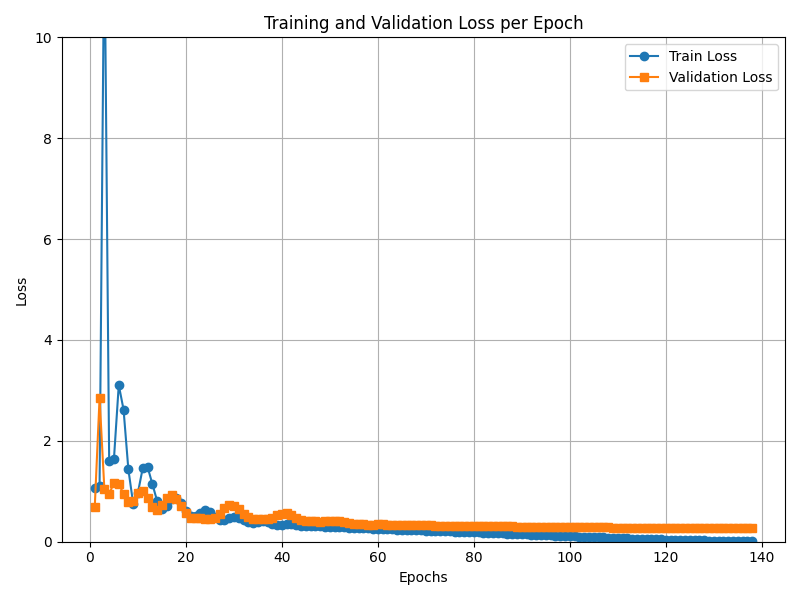 Training and Validation Loss per Epoch
Train Loss
Validation Loss
Loss
10
8
6
4
2
0
0 20 40 60 80 100 120 140
Epochs